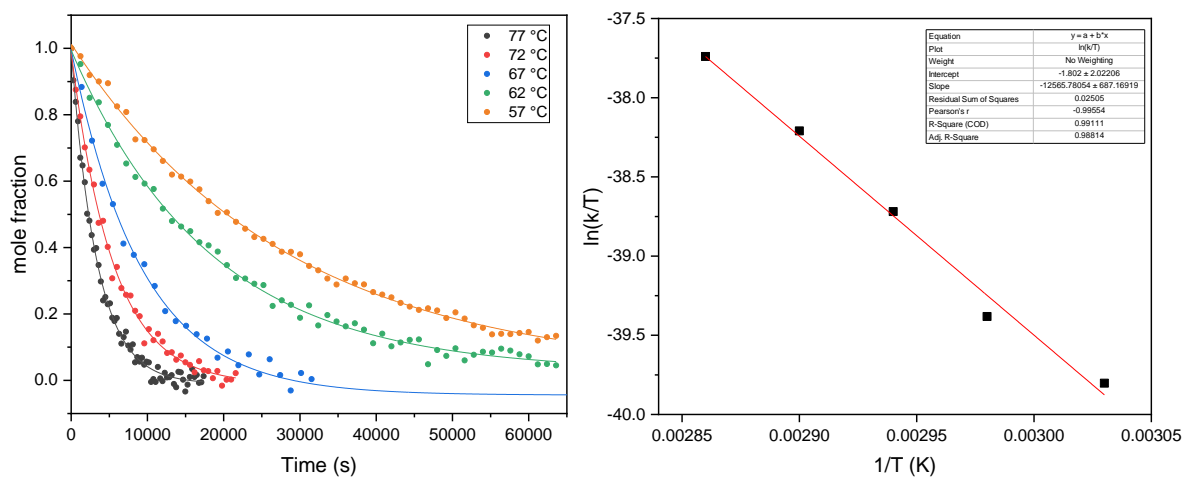 77 °C
72 °C
67 °C
62 °C
57 °C
1.0
0.8
0.6
0.4
0.2
0.0
mole fraction
0 10000 20000 30000 40000 50000 60000
Time (s)
-37.5
-38.0
-38.5
-39.0
-39.5
-40.0
ln(k/T)
Equation y = a + b*x
Plot ln(k/T)
Weight No Weighting
Intercept -1.802 ± 2.02206
Slope -12565.78054 ± 687.16919
Residual Sum of Squares 0.02505
Pearson's r -0.99554
R-Square (COD) 0.99111
Adj. R-Square 0.98814
0.00285 0.00290 0.00295 0.00300 0.00305
1/T (K)